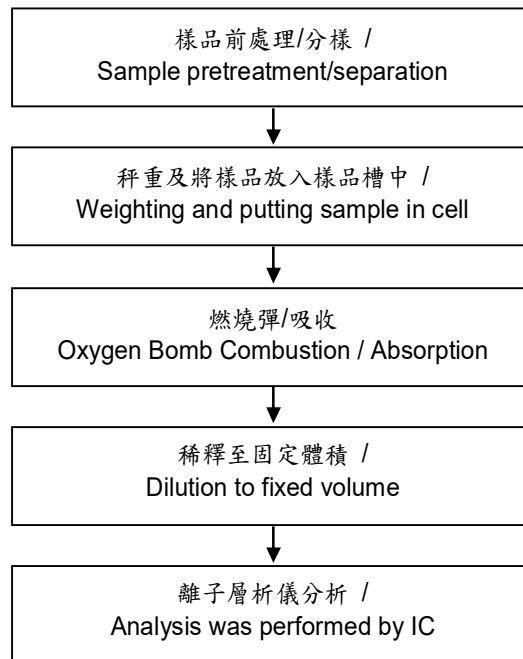 樣品前處理/分樣 /
Sample pretreatment/separation
秤重及將樣品放入樣品槽中 /
Weighting and putting sample in cell
燃燒彈/吸收
Oxygen Bomb Combustion / Absorption
稀釋至固定體積 /
Dilution to fixed volume
離子層析儀分析 /
Analysis was performed by IC